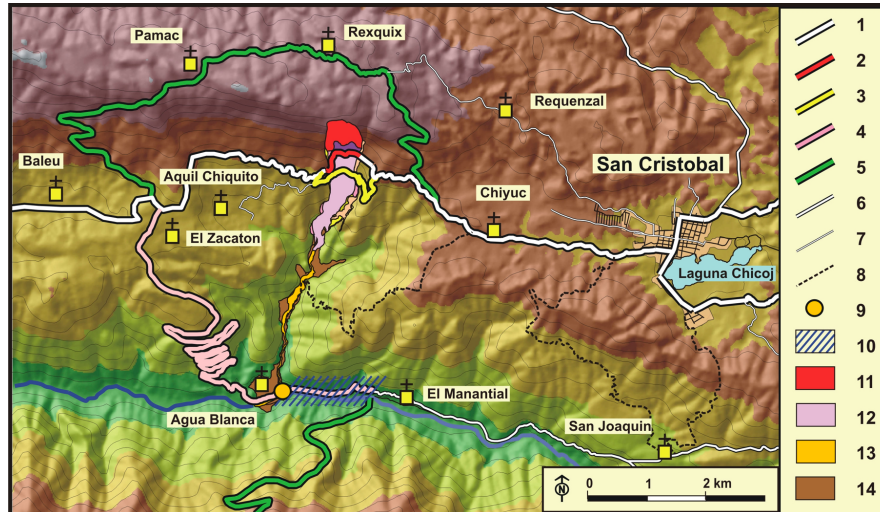 Pamac
Rexquix
Requenzal
San Cristobal
Baleu
Aquil Chiquito
Chiyuc
El Zacaton
Laguna Chicoj
Agua Blanca
El Manantial
San Joaquin
N
0 1 2 km
1
2
3
4
5
6
7
8
9
10
11
12
13
14